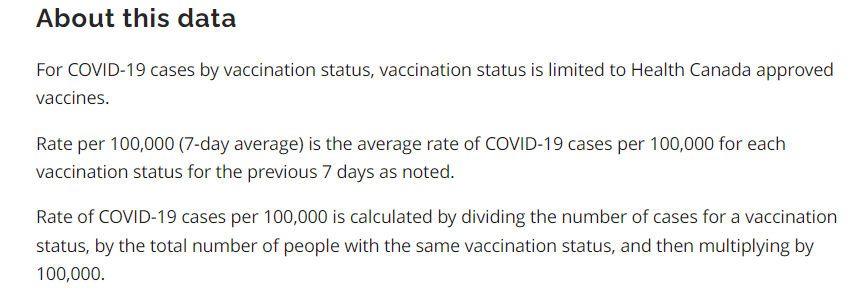 About this data
For COVID-19 cases by vaccination status, vaccination status is limited to Health Canada approved
vaccines.
Rate per 100,000 (7-day average) is the average rate of COVID-19 cases per 100,000 for each
vaccination status for the previous 7 days as noted.
Rate of COVID-19 cases per 100,000 is calculated by dividing the number of cases for a vaccination
status, by the total number of people with the same vaccination status, and then multiplying by
100,000.